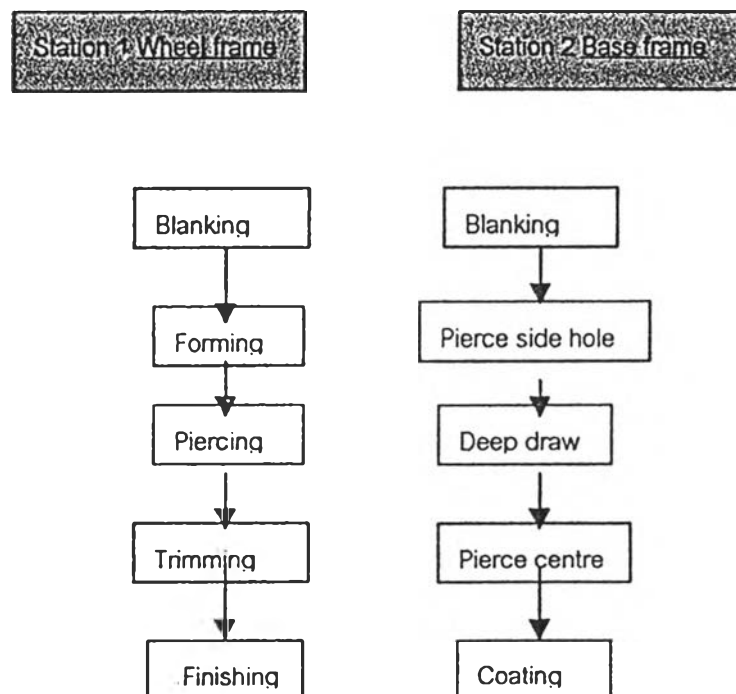 Station 1 Wheel frame
Station 2 Base frame
Blanking
Forming
Piercing
Trimming
Finishing
Blanking
Pierce side hole
Deep draw
Pierce centre
Coating